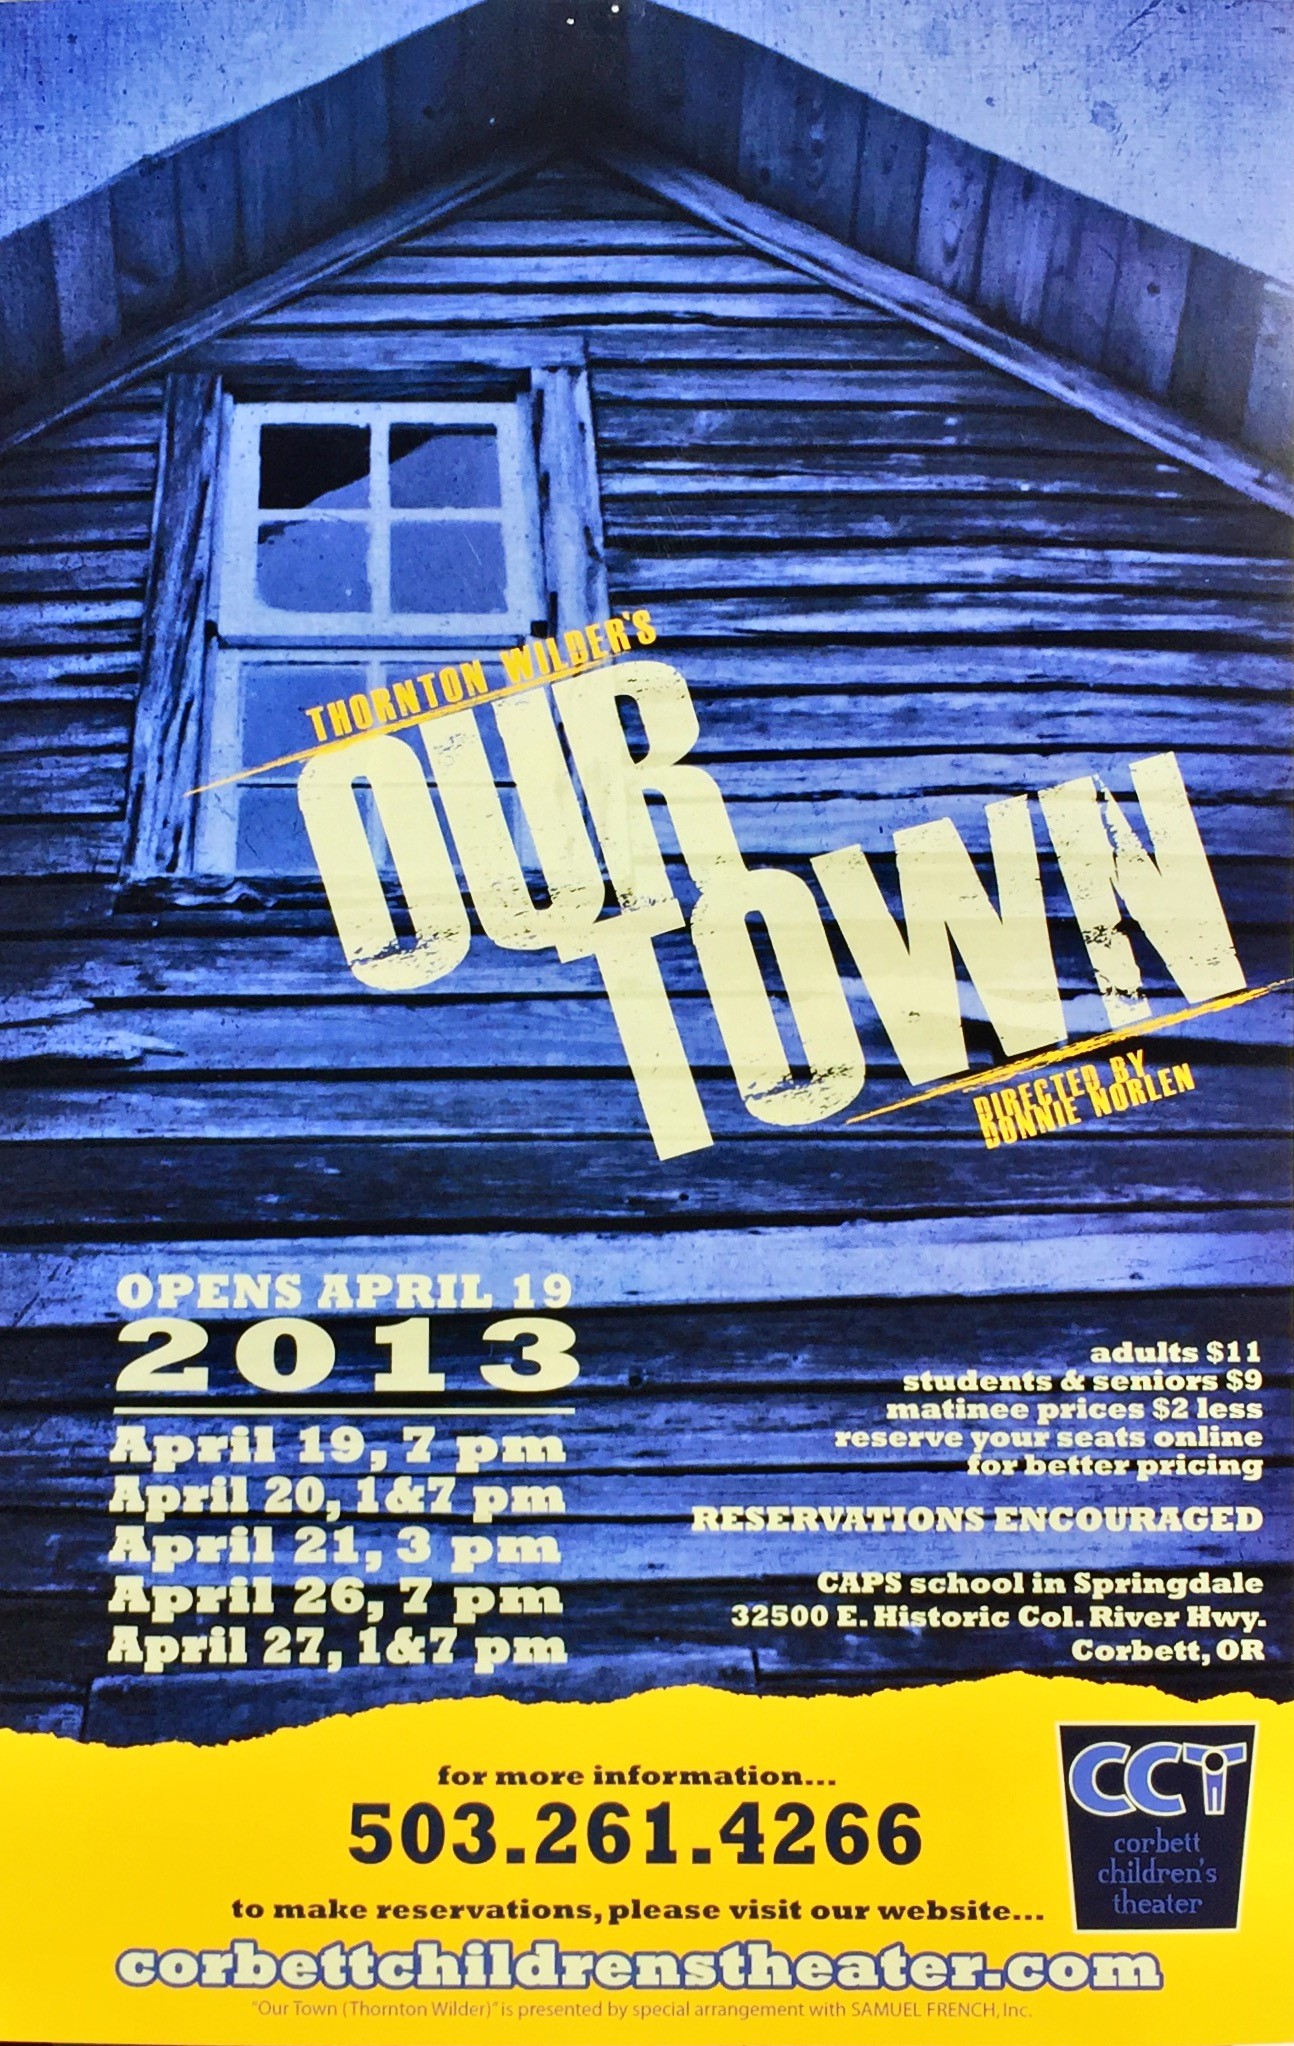 THORNTON WILDER'S
OUR
TOWN
DIRECTED BY
BONNIE NORLEN
OPENS APRIL 19
2013
April 19, 7 pm
April 20, 1&7 pm
April 21, 3 pm
April 26, 7 pm
April 27, 1&7 pm
adults $11
students & seniors $9
matinee prices $2 less
reserve your seats online
for better pricing
RESERVATIONS ENCOURAGED
CAPS school in Springdale
32500 E. Historic Col. River Hwy.
Corbett, OR
for more information...
503.261.4266
to make reservations, please visit our website...
corbettchildrenstheater.com
"Our Town (Thornton Wilder)" is presented by special arrangement with SAMUEL FRENCH, Inc.
CCT
corbett
children's
theater